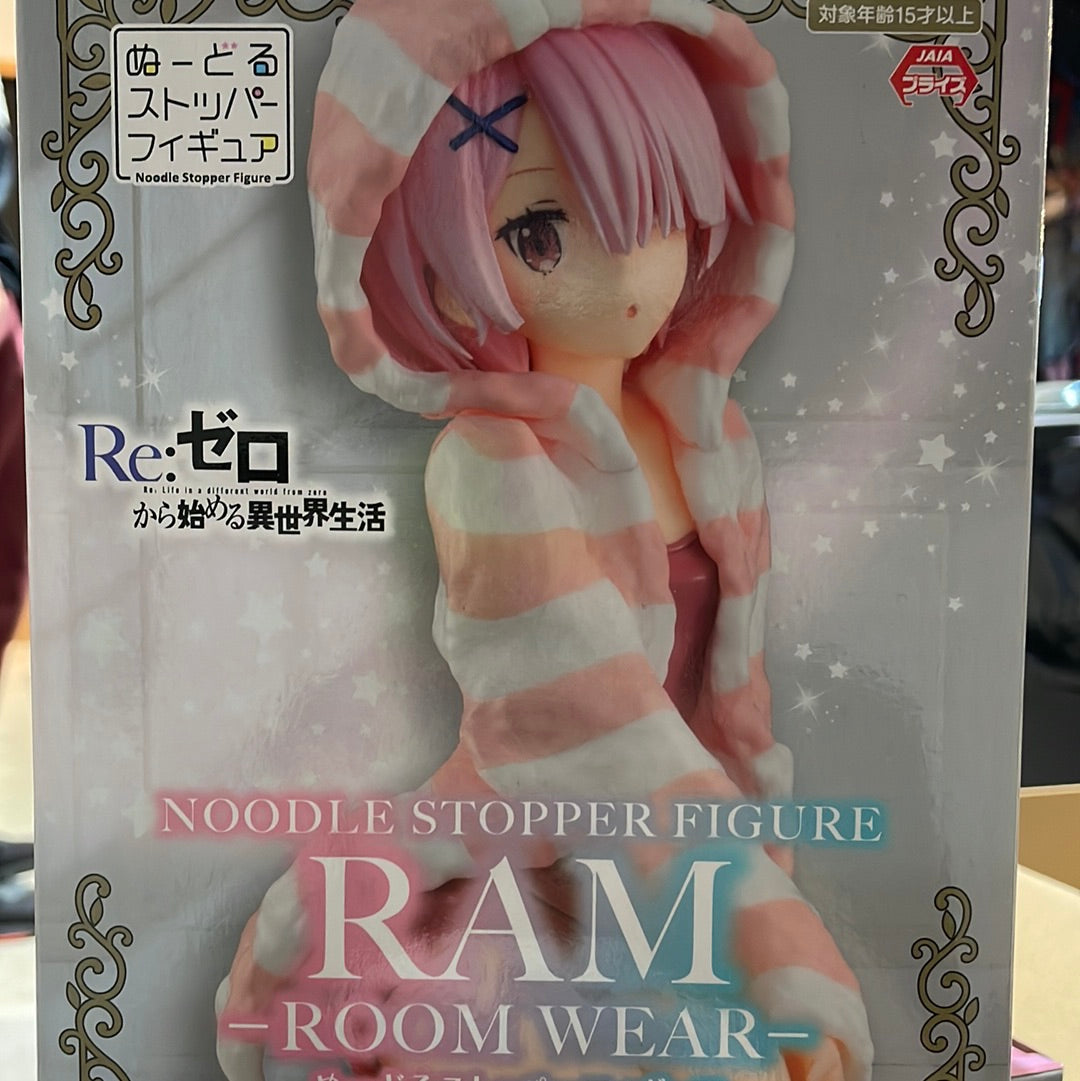 対象年齢15才以上
JAIA
プライズ
ぬーどる
ストッパー
フィギュア
Noodle Stopper Figure
Re:ゼロ
Re: Life in a different world from zero
から始める異世界生活
NOODLE STOPPER FIGURE
RAM
–ROOM WEAR–